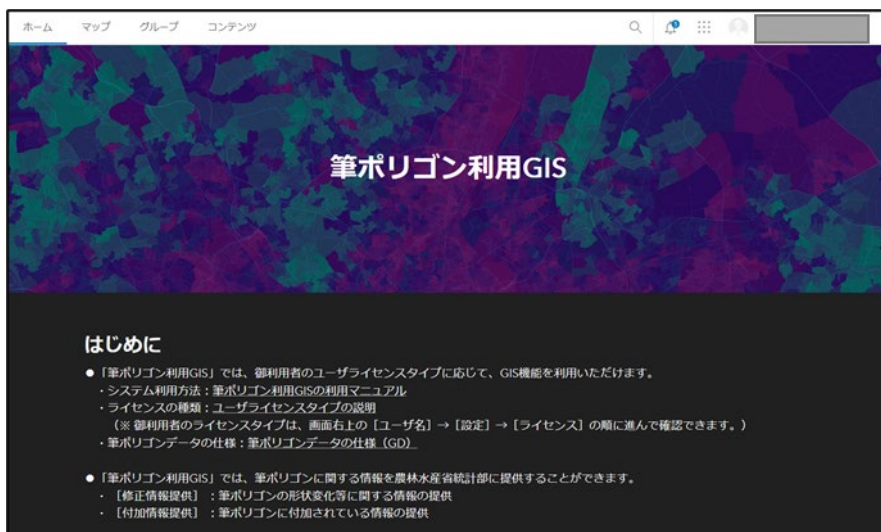 ホーム マップ グループ コンテンツ
筆ポリゴン利用GIS
はじめに
●「筆ポリゴン利用GIS」では、御利用者のユーザライセンスタイプに応じて、GIS機能を利用いただけます。
・システム利用方法：筆ポリゴン利用GISの利用マニュアル
・ライセンスの種類：ユーザライセンスタイプの説明
（※ 御利用者のライセンスタイプは、画面右上の［ユーザ名］→［設定］→［ライセンス］の順に進んで確認できます。）
・筆ポリゴンデータの仕様：筆ポリゴンデータの仕様（GD）
●「筆ポリゴン利用GIS」では、筆ポリゴンに関する情報を農林水産省統計部に提供することができます。
・［修正情報提供］：筆ポリゴンの形状変化等に関する情報の提供
・［付加情報提供］：筆ポリゴンに付加されている情報の提供